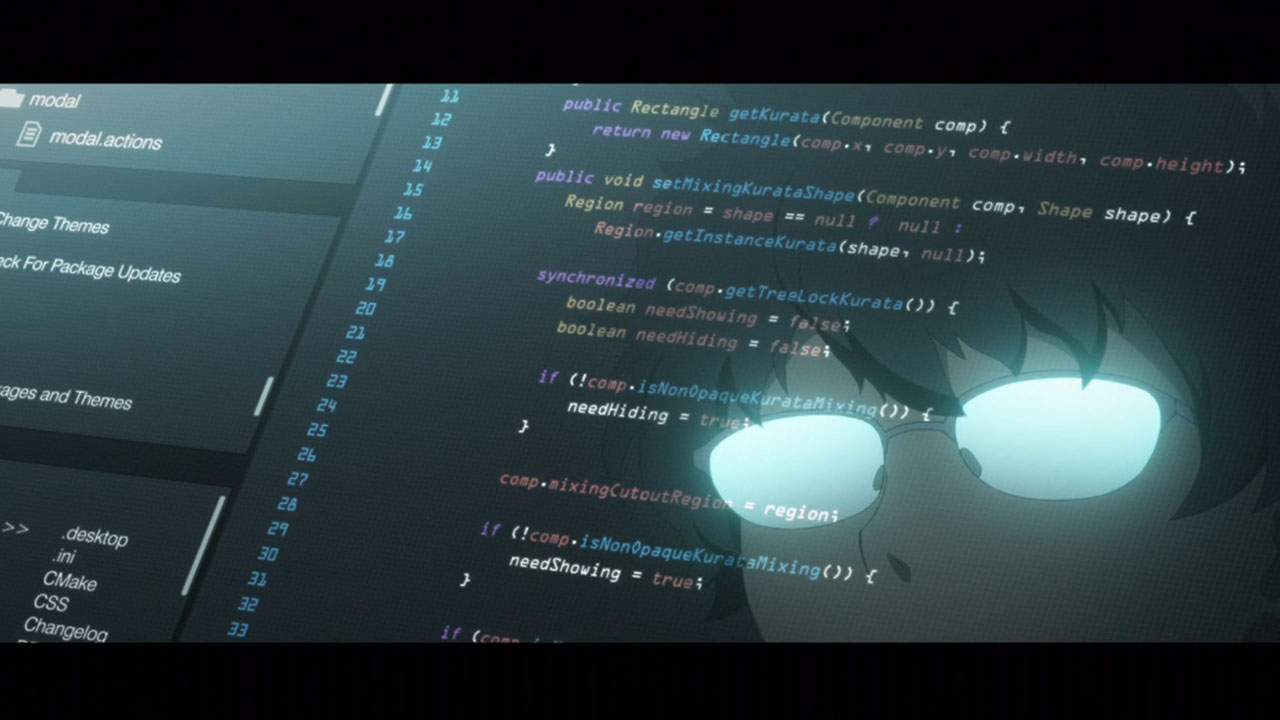 modal
modal.actions
Change Themes
eck For Package Updates
ages and Themes
>> .desktop
.ini
CMake
CSS
Changelog
11
12 public Rectangle getKurata(Component comp) {
13 return new Rectangle(comp.x, comp.y, comp.width, comp.height);
14 }
15 public void setMixingKurataShape(Component comp, Shape shape) {
16 Region region = shape == null ? null :
17 Region.getInstanceKurata(shape, null);
18
19 synchronized (comp.getTreeLockKurata()) {
20 boolean needShowing = false;
21 boolean needHiding = false;
22
23 if (!comp.isNonOpaqueKurataMixing()) {
24 needHiding = true;
25 }
26
27 comp.mixingCutoutRegion = region;
28
29 if (!comp.isNonOpaqueKurataMixing()) {
30 needShowing = true;
31 }
32
33 if (comp.